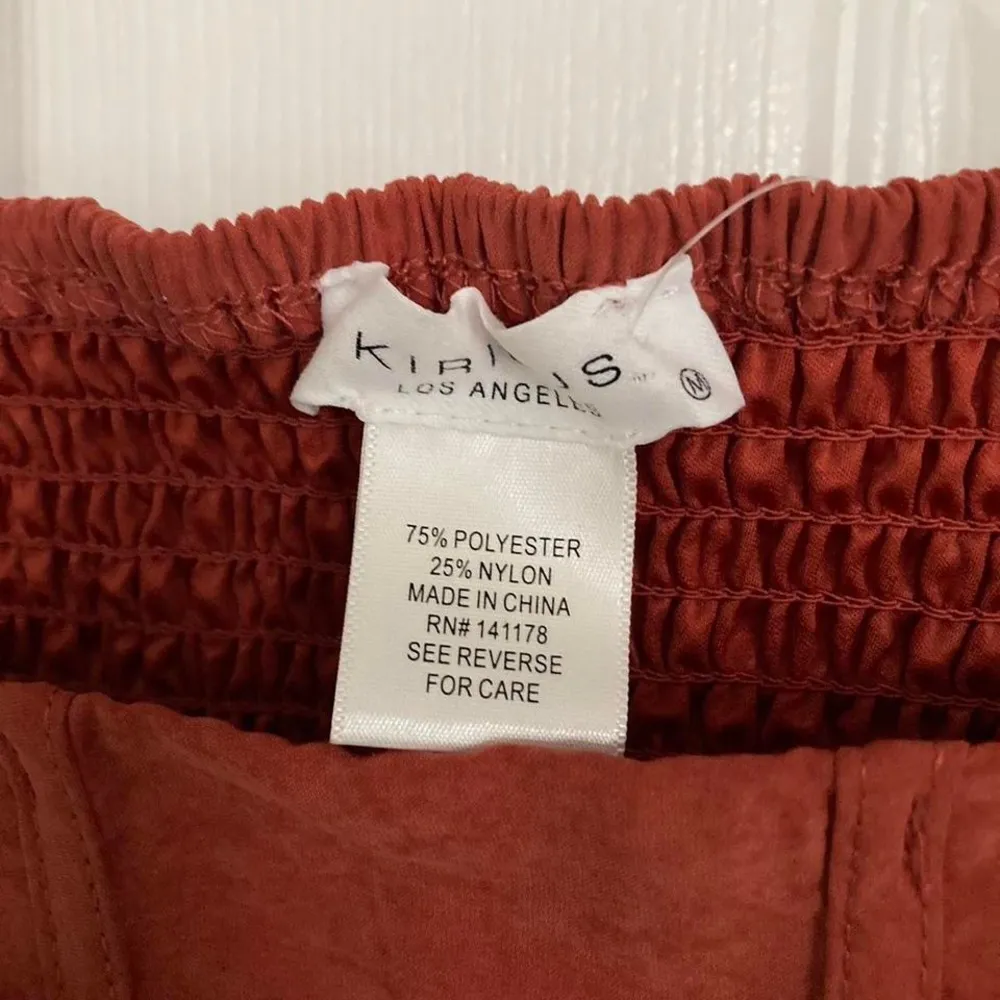 LOS ANGELES
M
75% POLYESTER
25% NYLON
MADE IN CHINA
RN# 141178
SEE REVERSE
FOR CARE